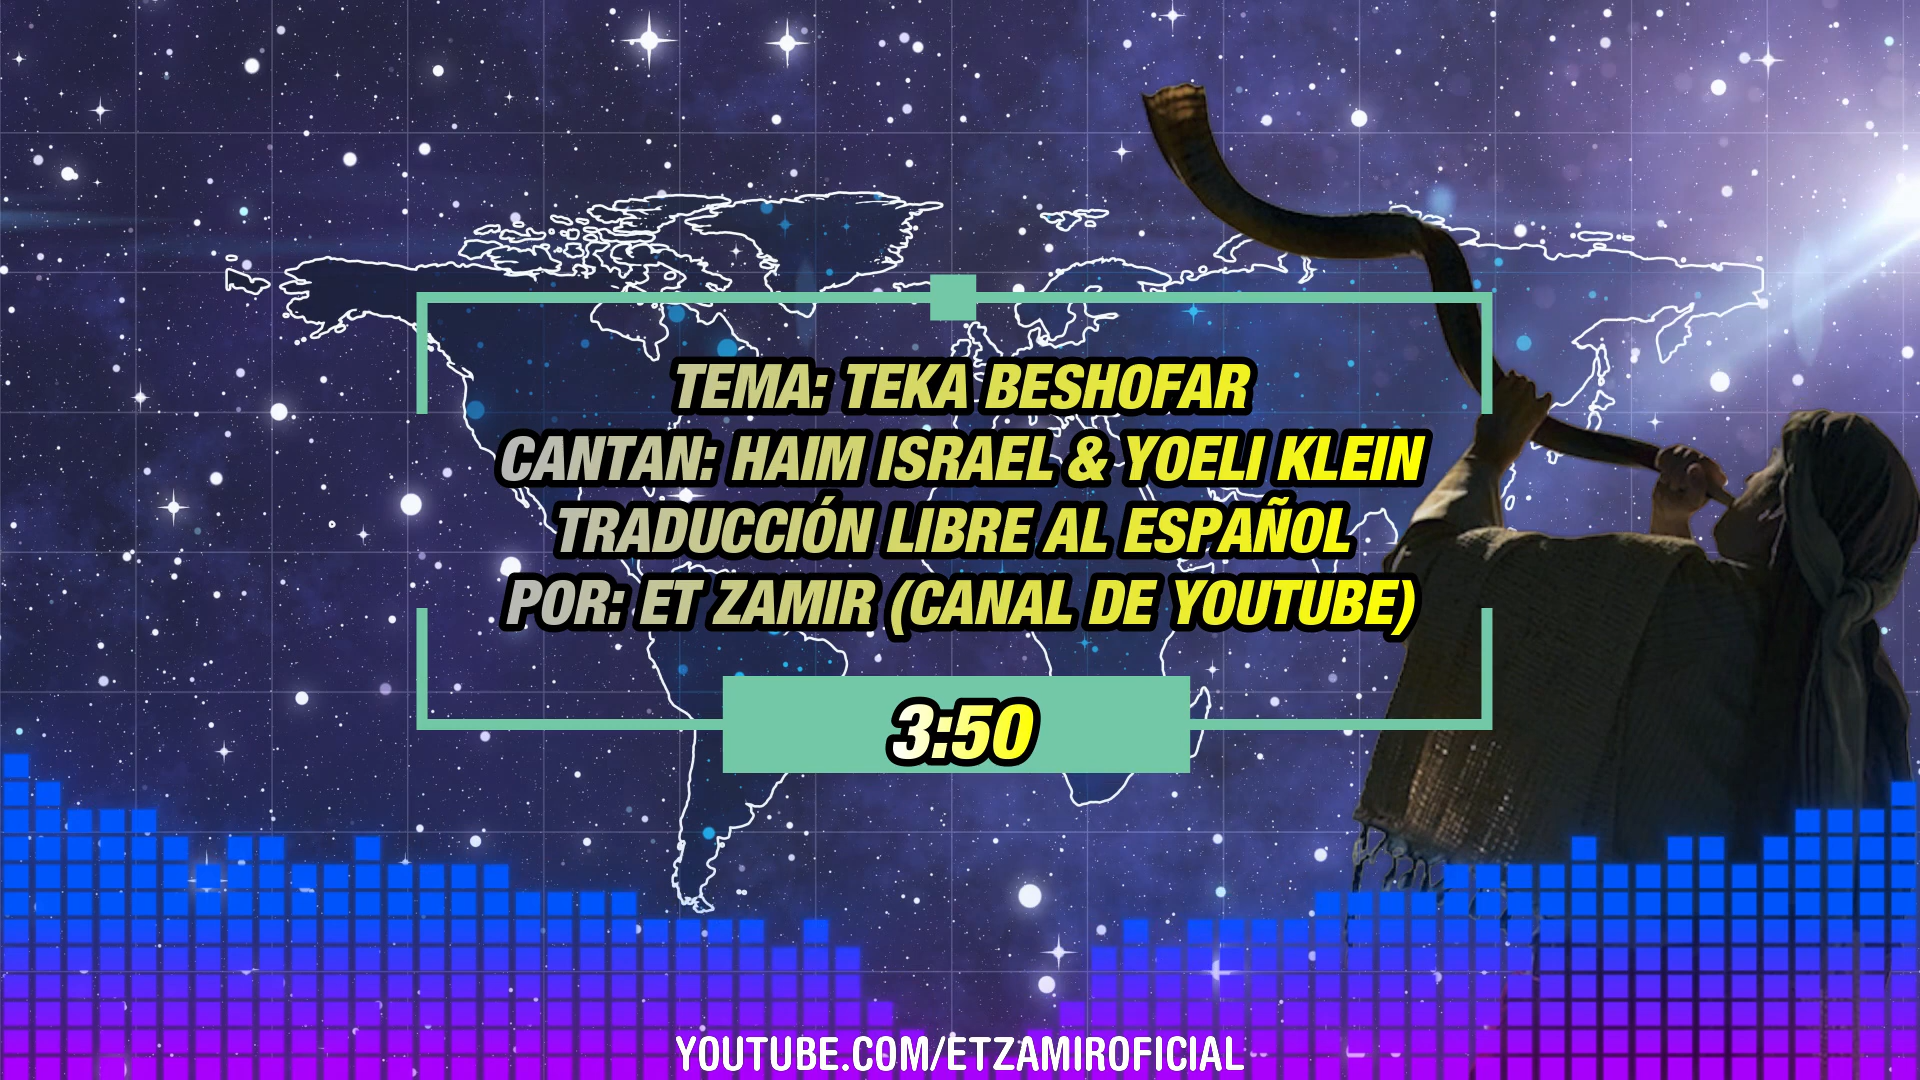 TEMA: TEKA BESHOFAR
CANTAN: HAIM ISRAEL & YOELI KLEIN
TRADUCCIÓN LIBRE AL ESPAÑOL
POR: ET ZAMIR (CANAL DE YOUTUBE)
3:50
YOUTUBE.COM/ETZAMIROFICIAL